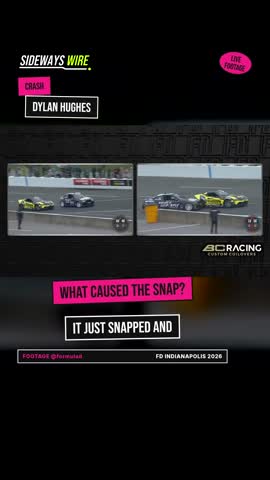 SIDEWAYS WIRE.
LIVE
FOOTAGE
CRASH
DYLAN HUGHES
BC RACING
CUSTOM COILOVERS
WHAT CAUSED THE SNAP?
IT JUST SNAPPED AND
FOOTAGE @formulad
FD INDIANAPOLIS 2026